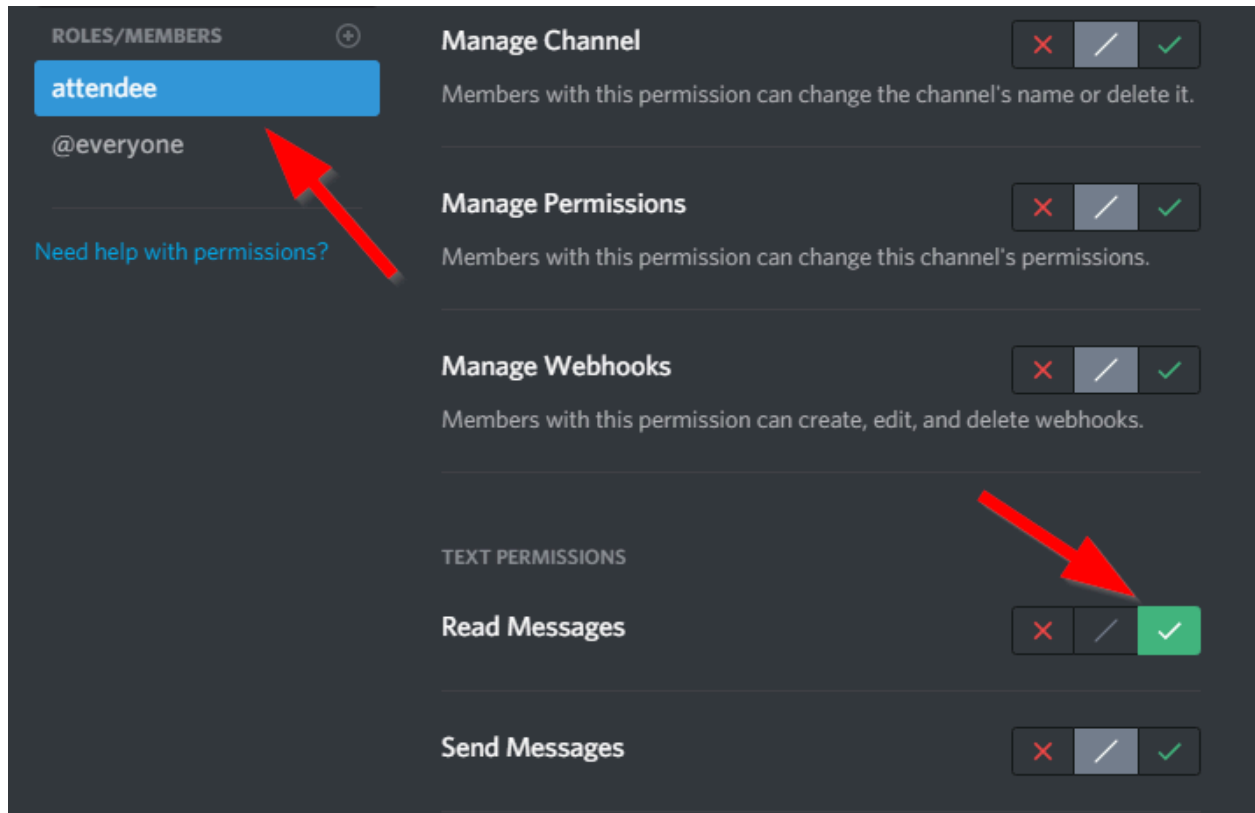 ROLES/MEMBERS
attendee
@everyone
Need help with permissions?
Manage Channel
Members with this permission can change the channel's name or delete it.
Manage Permissions
Members with this permission can change this channel's permissions.
Manage Webhooks
Members with this permission can create, edit, and delete webhooks.
TEXT PERMISSIONS
Read Messages
Send Messages